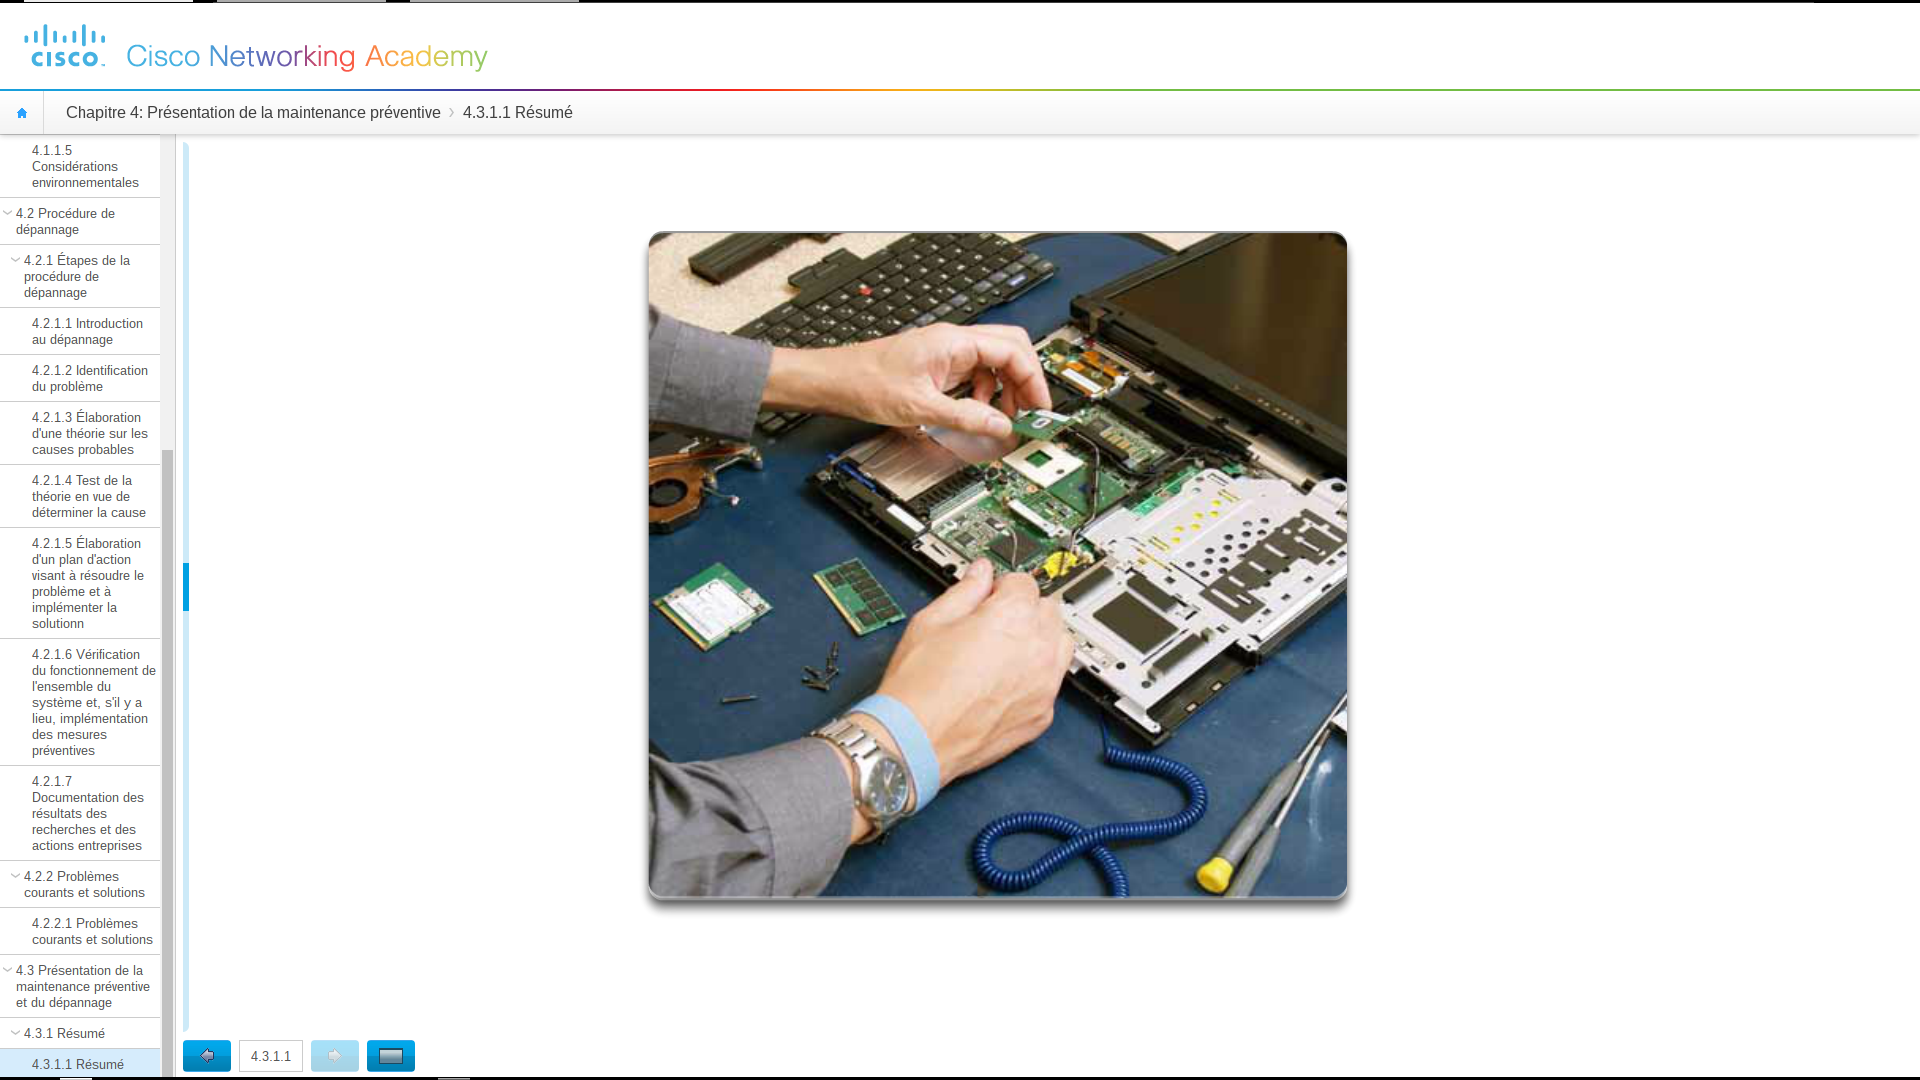 cisco
Cisco Networking Academy
Chapitre 4: Présentation de la maintenance préventive
4.3.1.1 Résumé
4.1.1.5
Considérations
environnementales
4.2 Procédure de
dépannage
4.2.1 Étapes de la
procédure de
dépannage
4.2.1.1 Introduction
au dépannage
4.2.1.2 Identification
du problème
4.2.1.3 Élaboration
d'une théorie sur les
causes probables
4.2.1.4 Test de la
théorie en vue de
déterminer la cause
4.2.1.5 Élaboration
d'un plan d'action
visant à résoudre le
problème et à
implémenter la
solutionn
4.2.1.6 Vérification
du fonctionnement de
l'ensemble du
système et, s'il y a
lieu, implémentation
des mesures
préventives
4.2.1.7
Documentation des
résultats des
recherches et des
actions entreprises
4.2.2 Problèmes
courants et solutions
4.2.2.1 Problèmes
courants et solutions
4.3 Présentation de la
maintenance préventive
et du dépannage
4.3.1 Résumé
4.3.1.1 Résumé
4.3.1.1